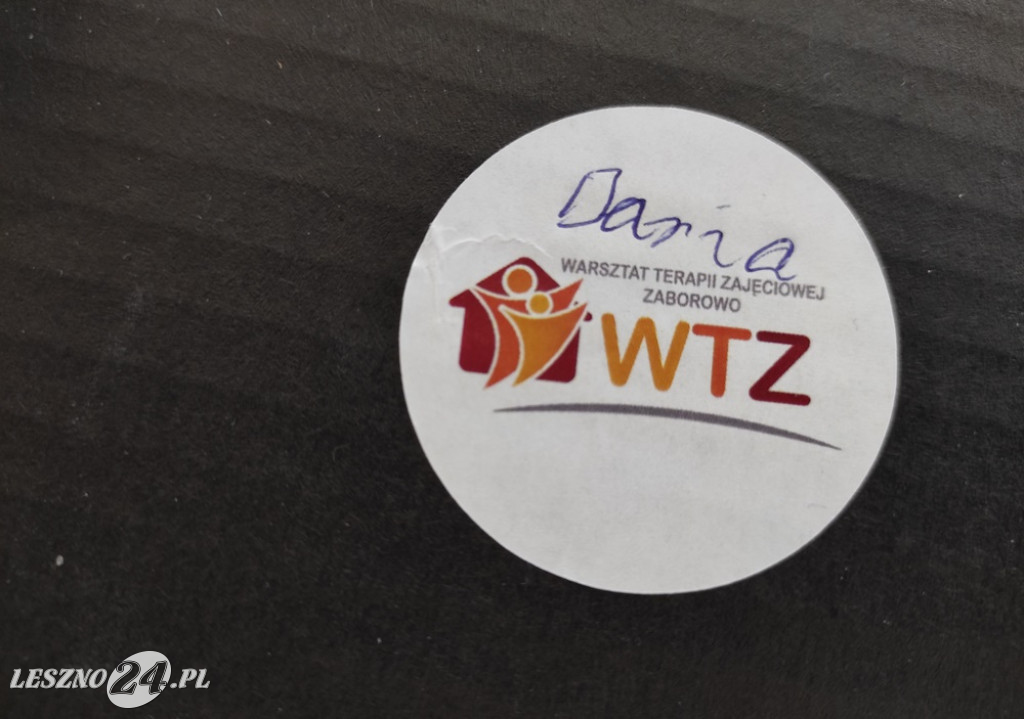 Daria
WARSZTAT TERAPII ZAJĘCIOWEJ
ZABOROWO
WTZ
LESZNO24.PL